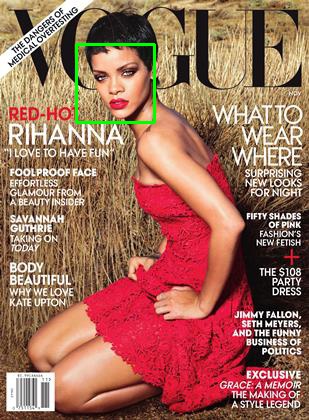 THE DANGERS OF
MEDICAL OVERTESTING
VOGUE
NOV
RED-HOT
RIHANNA
"I LOVE TO HAVE FUN"
FOOLPROOF FACE
EFFORTLESS
GLAMOUR FROM
A BEAUTY INSIDER
SAVANNAH
GUTHRIE
TAKING ON
TODAY
BODY
BEAUTIFUL
WHY WE LOVE
KATE UPTON
WHAT TO
WEAR
WHERE
SURPRISING
NEW LOOKS
FOR NIGHT
FIFTY SHADES
OF PINK
FASHION'S
NEW FETISH
+
THE $108
PARTY
DRESS
JIMMY FALLON,
SETH MEYERS,
AND THE FUNNY
BUSINESS OF
POLITICS
EXCLUSIVE
GRACE: A MEMOIR
THE MAKING OF
A STYLE LEGEND